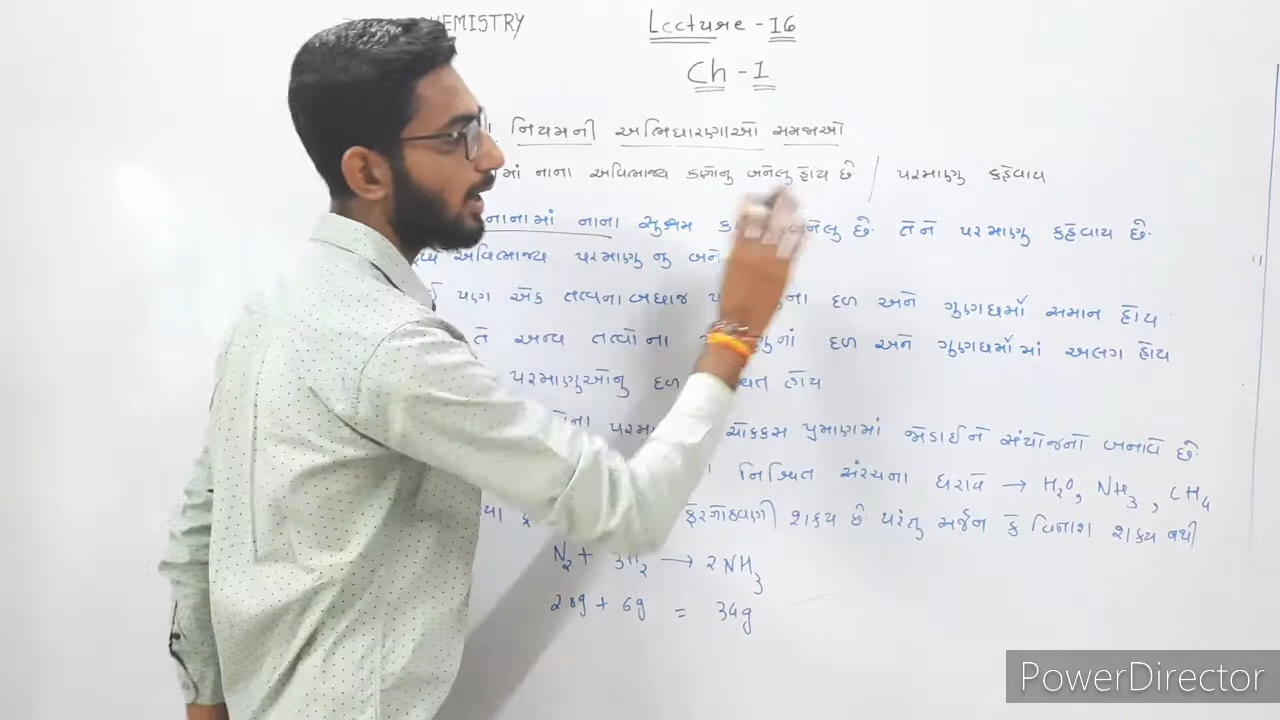 HEMISTRY
Lecture - 16
Ch - 1
નિયમની અભિધારણાઓ સમજાઓ
માં નાના અવિભાજ્ય કણોનુ બનેલુ હોય છે / પરમાણુ કહેવાય
નાનામાં નાના સુક્ષ્મ ક બનેલુ છે તેને પરમાણુ કહેવાય છે.
અવિભાજ્ય પરમાણુ નુ બને
પણ એક તત્વના બધાજ ના દળ અને ગુણધર્મો સમાન હોય
તે અન્ય તત્વોના નાં દળ અને ગુણધર્મોમાં અલગ હોય
પરમાણુઓનુ દળ હોય
ના પરમા ચોક્કસ પ્રમાણમાં જોડાઈને સંયોજનો બનાવે છે
નિશ્ચિત સંરચના ધરાવે → H₂O, NH₃, CH₄
ફેરગોઠવણી શક્ય છે પરંતુ સર્જન કે વિનાશ શક્ય નથી
N₂ + 3H₂ → 2NH₃
28g + 6g = 34g
PowerDirector